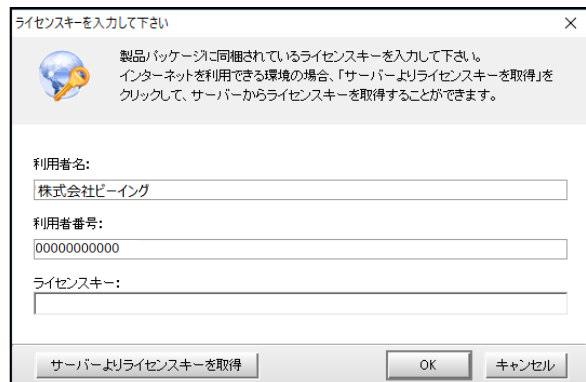 ライセンスキーを入力して下さい
製品パッケージに同梱されているライセンスキーを入力して下さい。
インターネットを利用できる環境の場合、「サーバーよりライセンスキーを取得」を
クリックして、サーバーからライセンスキーを取得することができます。
利用者名:
株式会社ビーイング
利用者番号:
00000000000
ライセンスキー:
サーバーよりライセンスキーを取得
OK
キャンセル